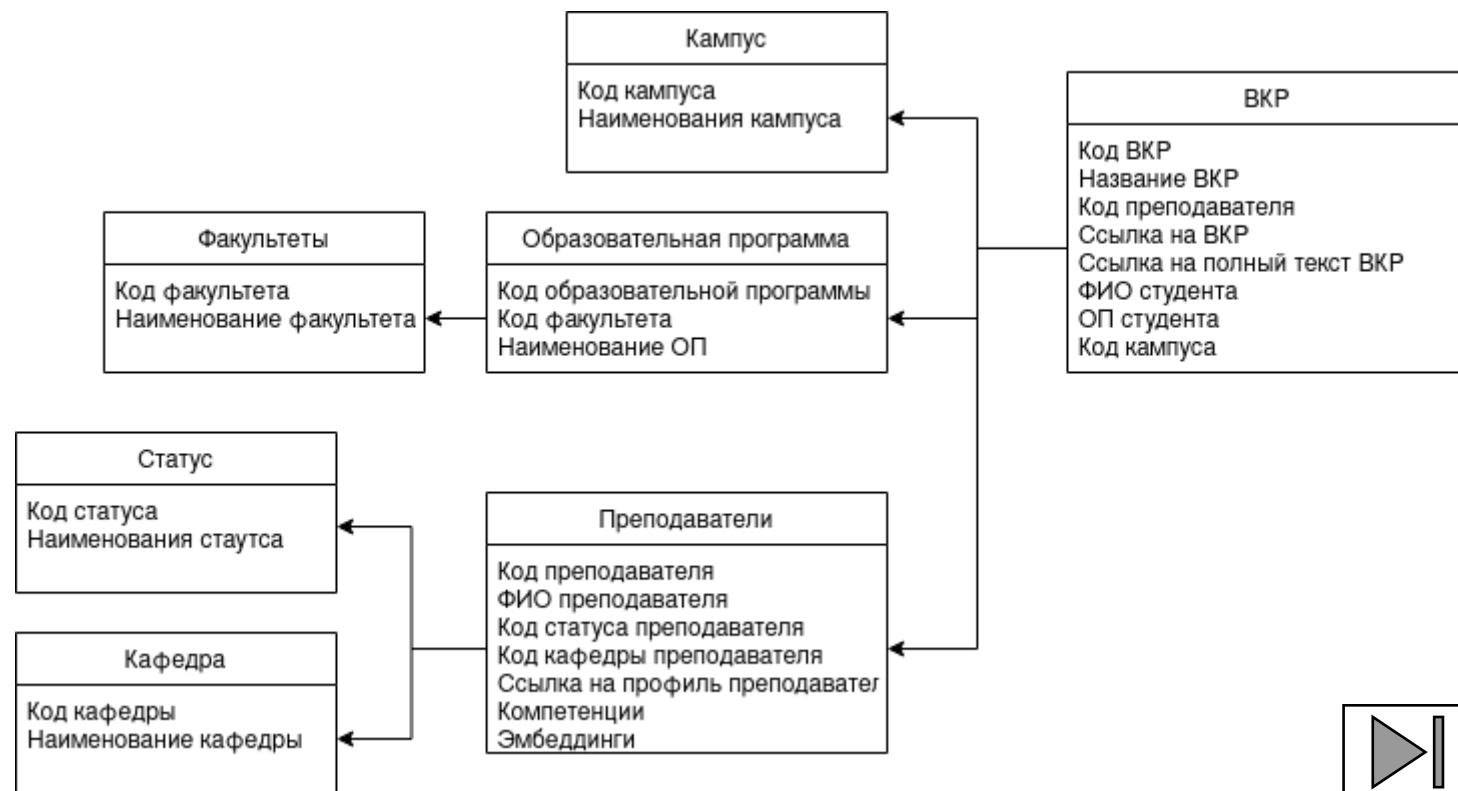 Кампус
Код кампуса
Наименования кампуса
ВКР
Код ВКР
Название ВКР
Код преподавателя
Ссылка на ВКР
Ссылка на полный текст ВКР
ФИО студента
ОП студента
Код кампуса
Факультеты
Код факультета
Наименование факультета
Образовательная программа
Код образовательной программы
Код факультета
Наименование ОП
Статус
Код статуса
Наименования стаутса
Преподаватели
Код преподавателя
ФИО преподавателя
Код статуса преподавателя
Код кафедры преподавателя
Ссылка на профиль преподавател
Компетенции
Эмбеддинги
Кафедра
Код кафедры
Наименование кафедры